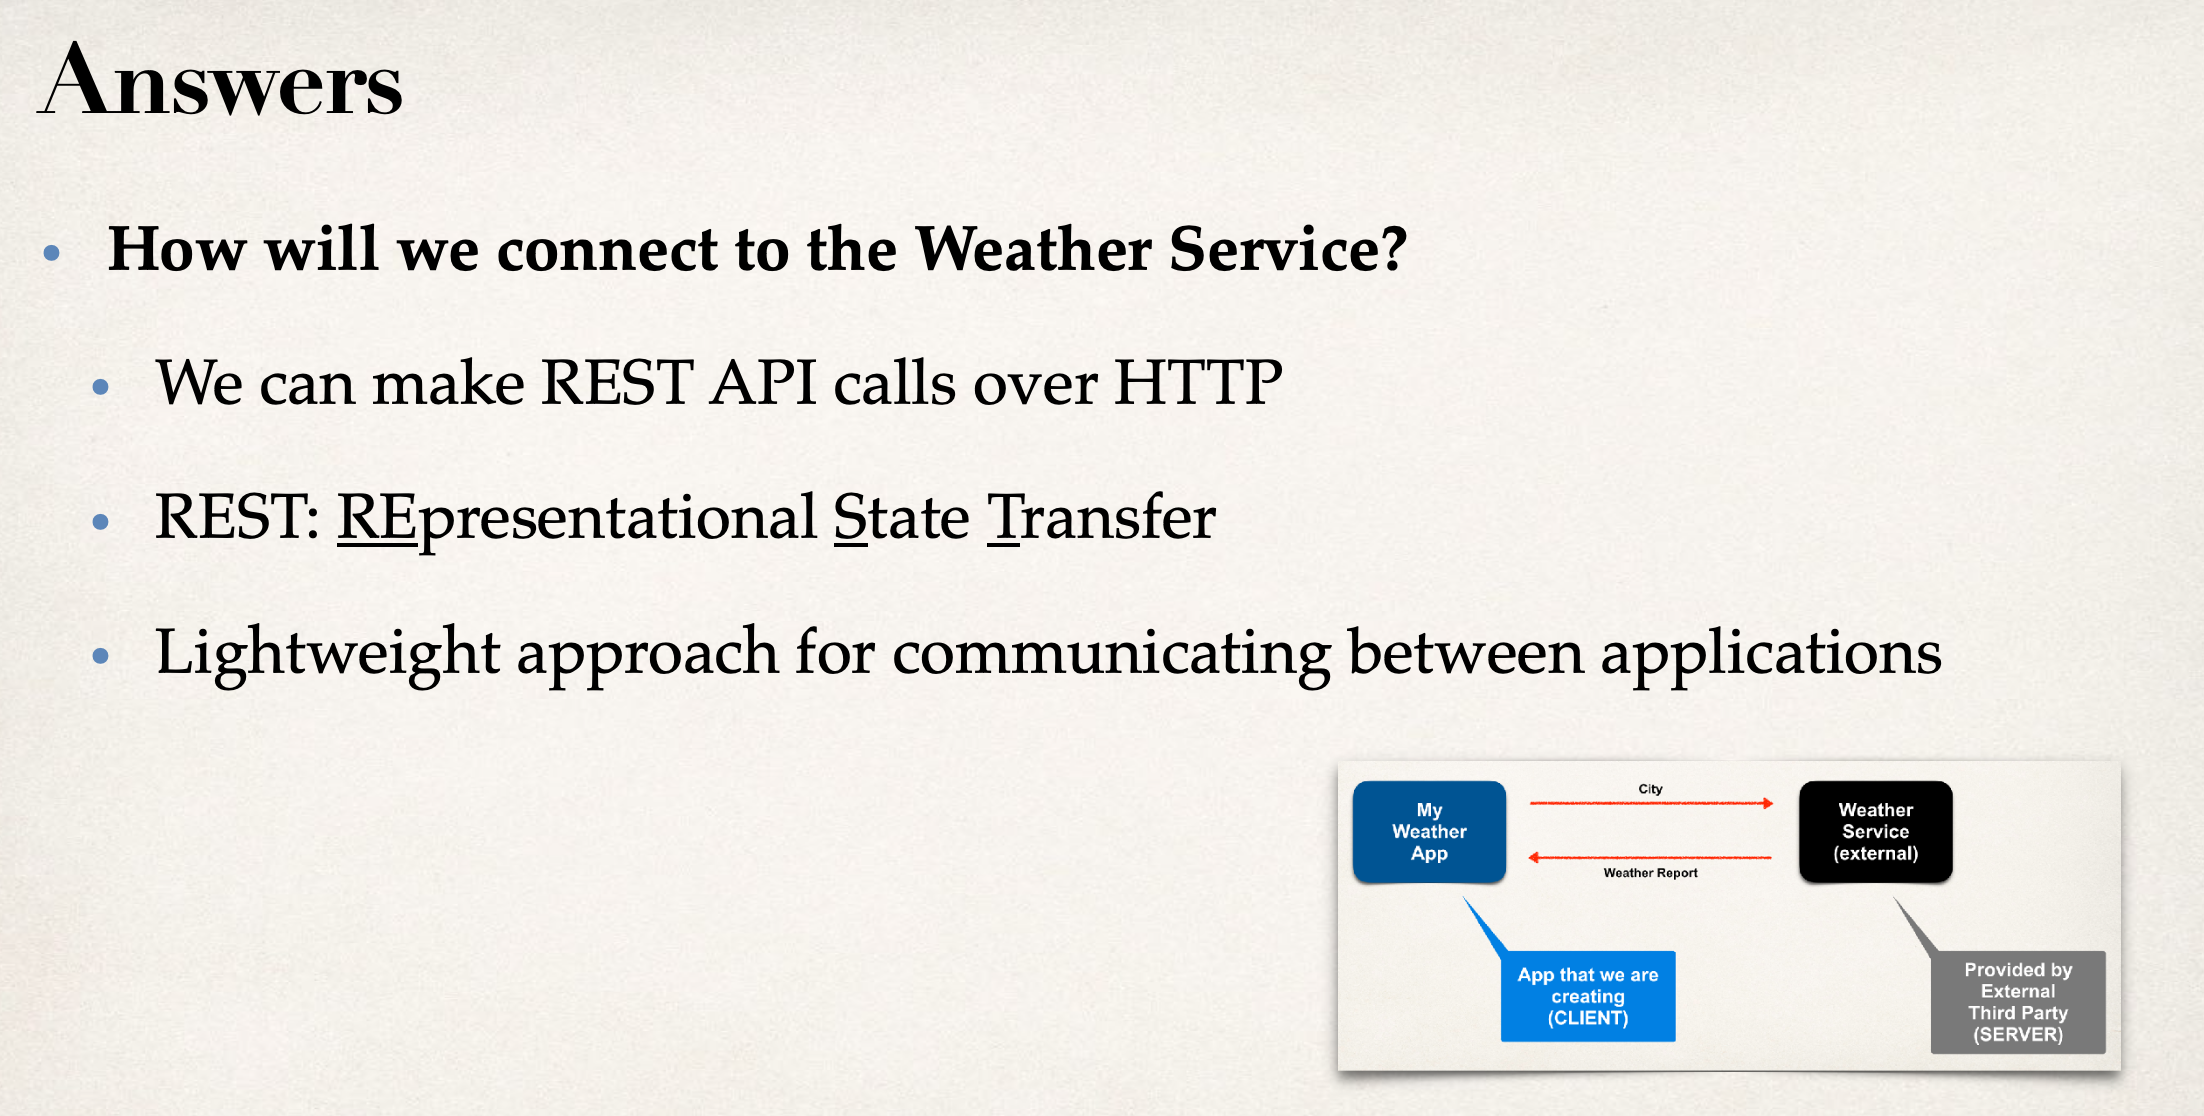 Answers
• How will we connect to the Weather Service?
• We can make REST API calls over HTTP
• REST: REpresentational State Transfer
• Lightweight approach for communicating between applications
My
Weather
App
City
Weather Report
Weather
Service
(external)
App that we are
creating
(CLIENT)
Provided by
External
Third Party
(SERVER)